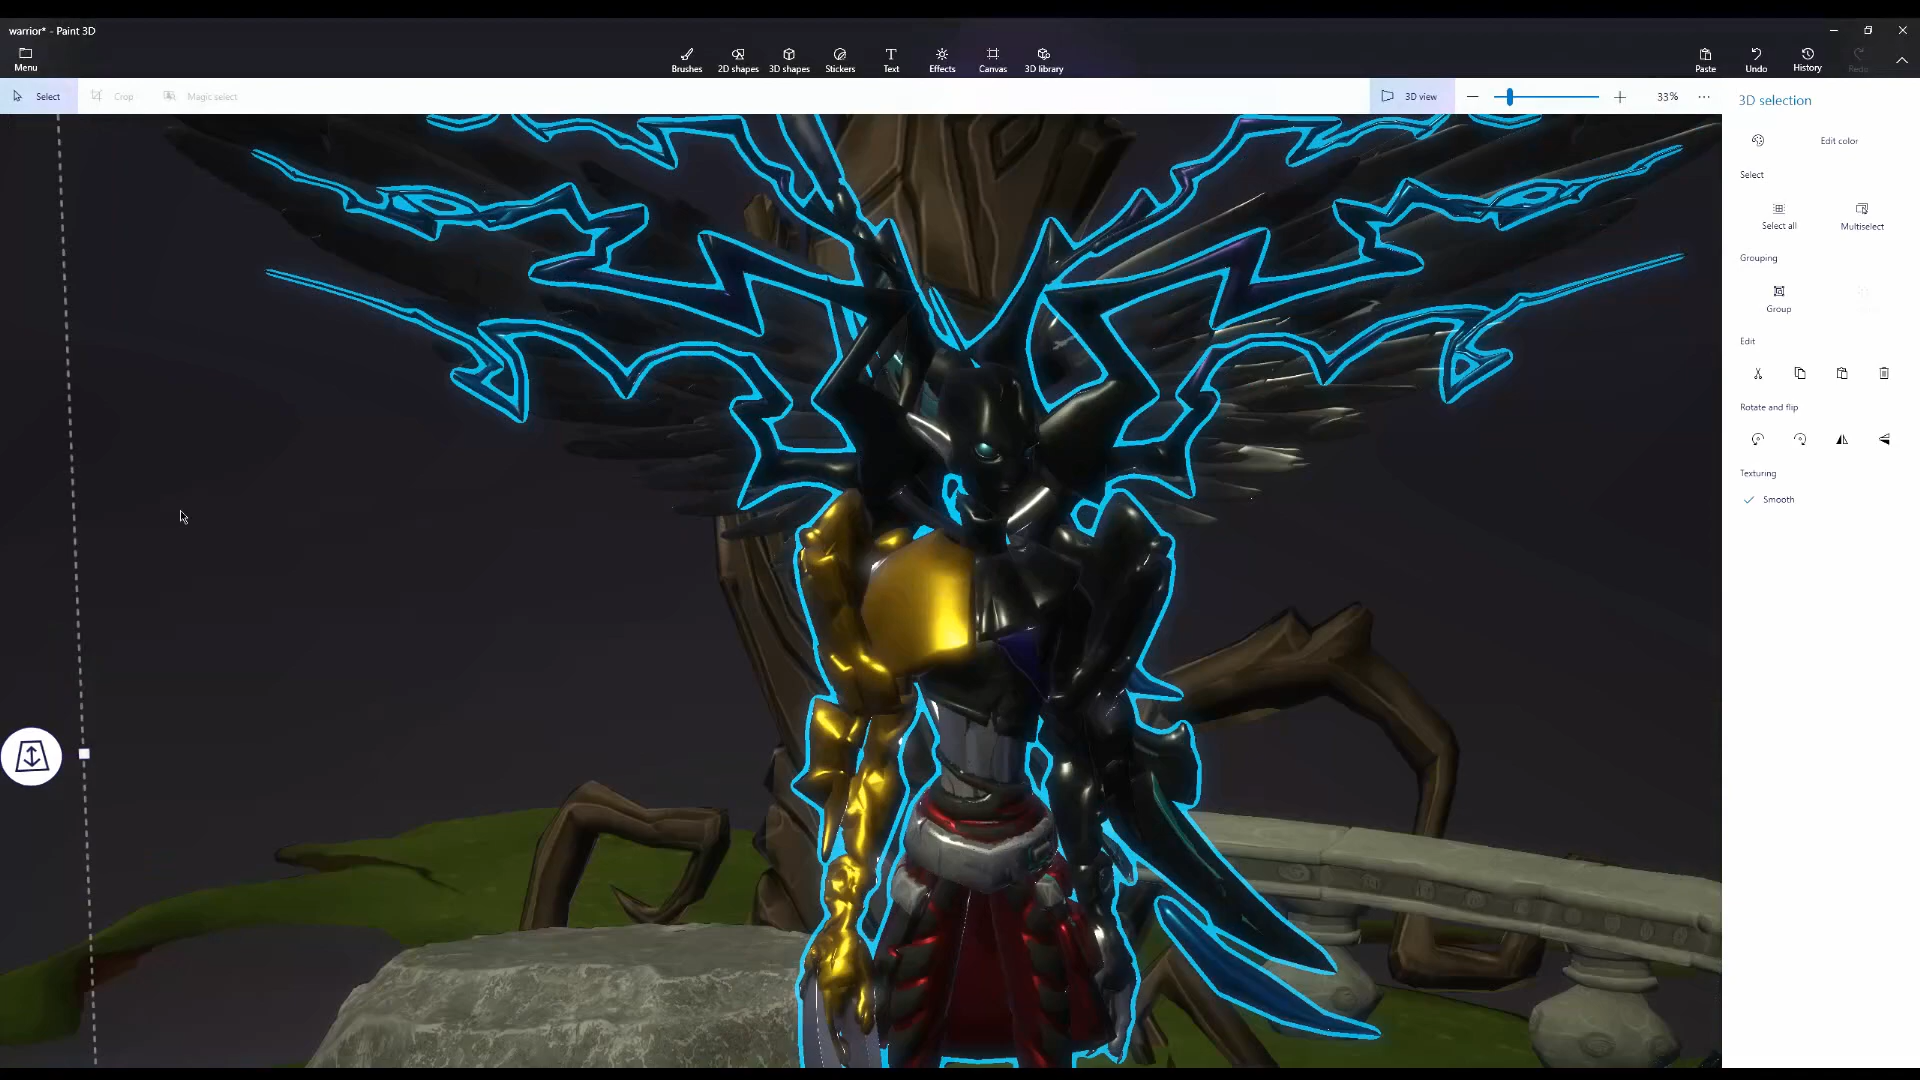 warrior* - Paint 3D
Menu
Brushes
2D shapes
3D shapes
Stickers
Text
Effects
Canvas
3D library
Paste
Undo
History
Redo
Select
Crop
Magic select
3D view
33%
3D selection
Edit color
Select
Select all
Multiselect
Grouping
Group
Edit
Rotate and flip
Texturing
Smooth